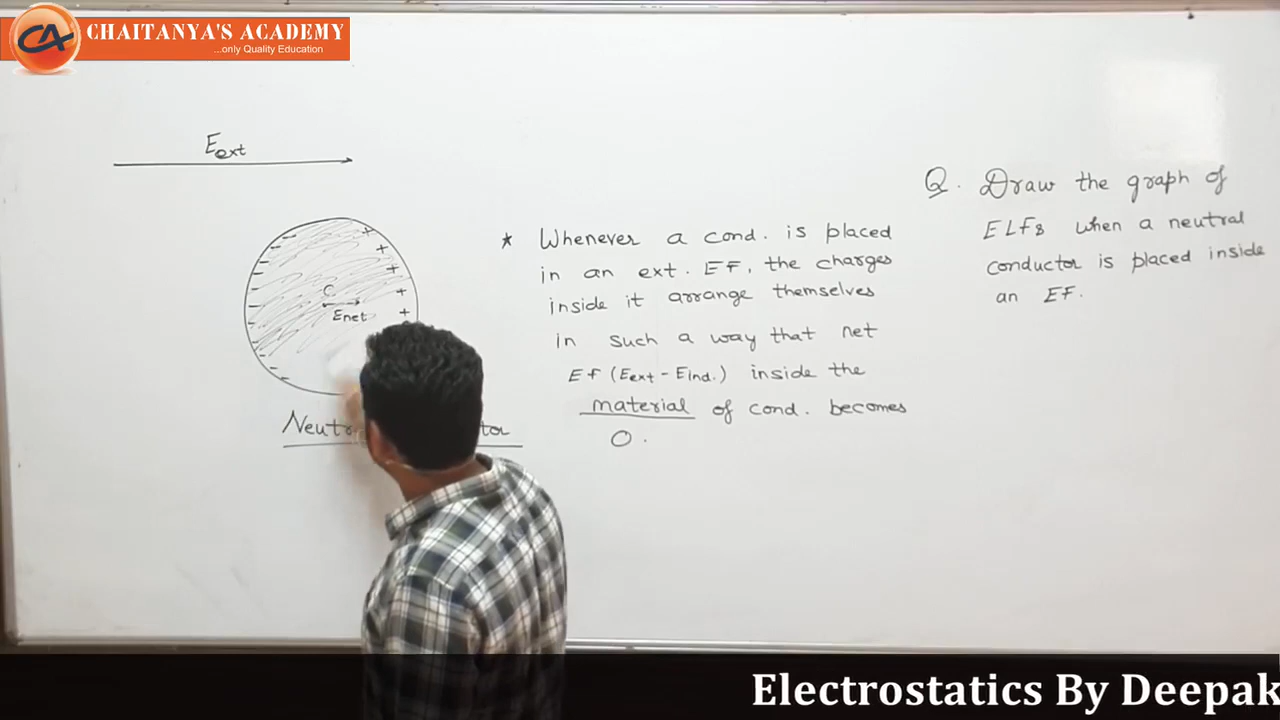 CHAITANYA'S ACADEMY
...only Quality Education
CA
Eext
C
Enet
★ Whenever a cond. is placed
in an ext. EF, the charges
inside it arrange themselves
in such a way that net
EF (Eext - Eind.) inside the
material of cond. becomes
0.
Q. Draw the graph of
ELFs when a neutral
conductor is placed inside
an EF.
Electrostatics By Deepak